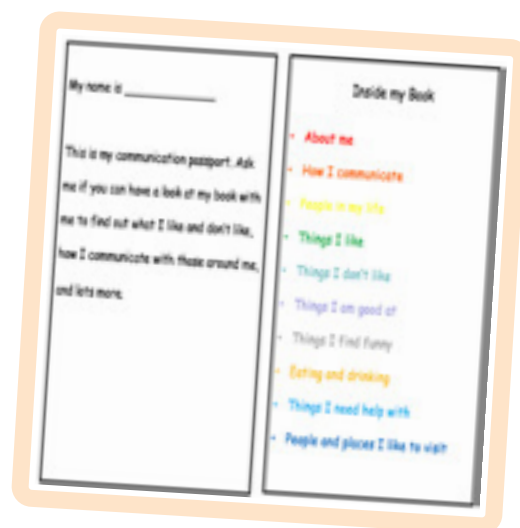 My name is _______________
This is my communication passport. Ask
me if you can have a look at my book with
me to find out what I like and don't like,
how I communicate with those around me,
and lots more.
Inside my Book
• About me
• How I communicate
• People in my life
• Things I like
• Things I don't like
• Things I am good at
• Things I find funny
• Eating and drinking
• Things I need help with
• People and places I like to visit